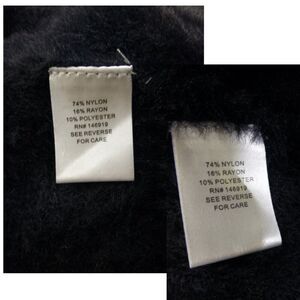 74% NYLON
16% RAYON
10% POLYESTER
RN# 146919
SEE REVERSE
FOR CARE
74% NYLON
16% RAYON
10% POLYESTER
RN# 146919
SEE REVERSE
FOR CARE